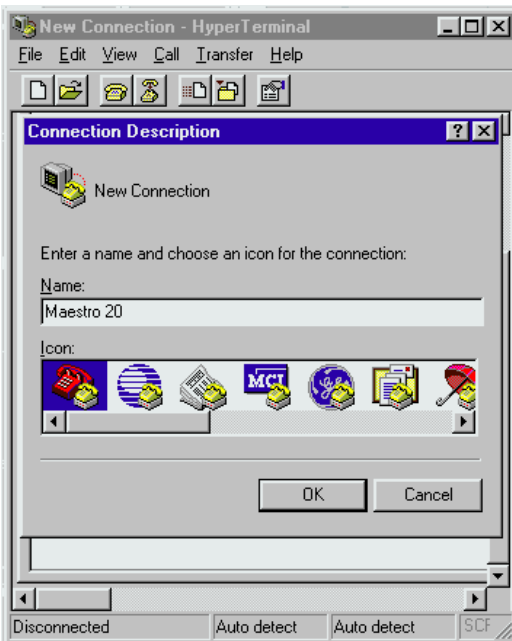 New Connection - HyperTerminal
File Edit View Call Transfer Help
Connection Description
New Connection
Enter a name and choose an icon for the connection:
Name:
Maestro 20
Icon:
MCI
OK Cancel
Disconnected Auto detect Auto detect SCF